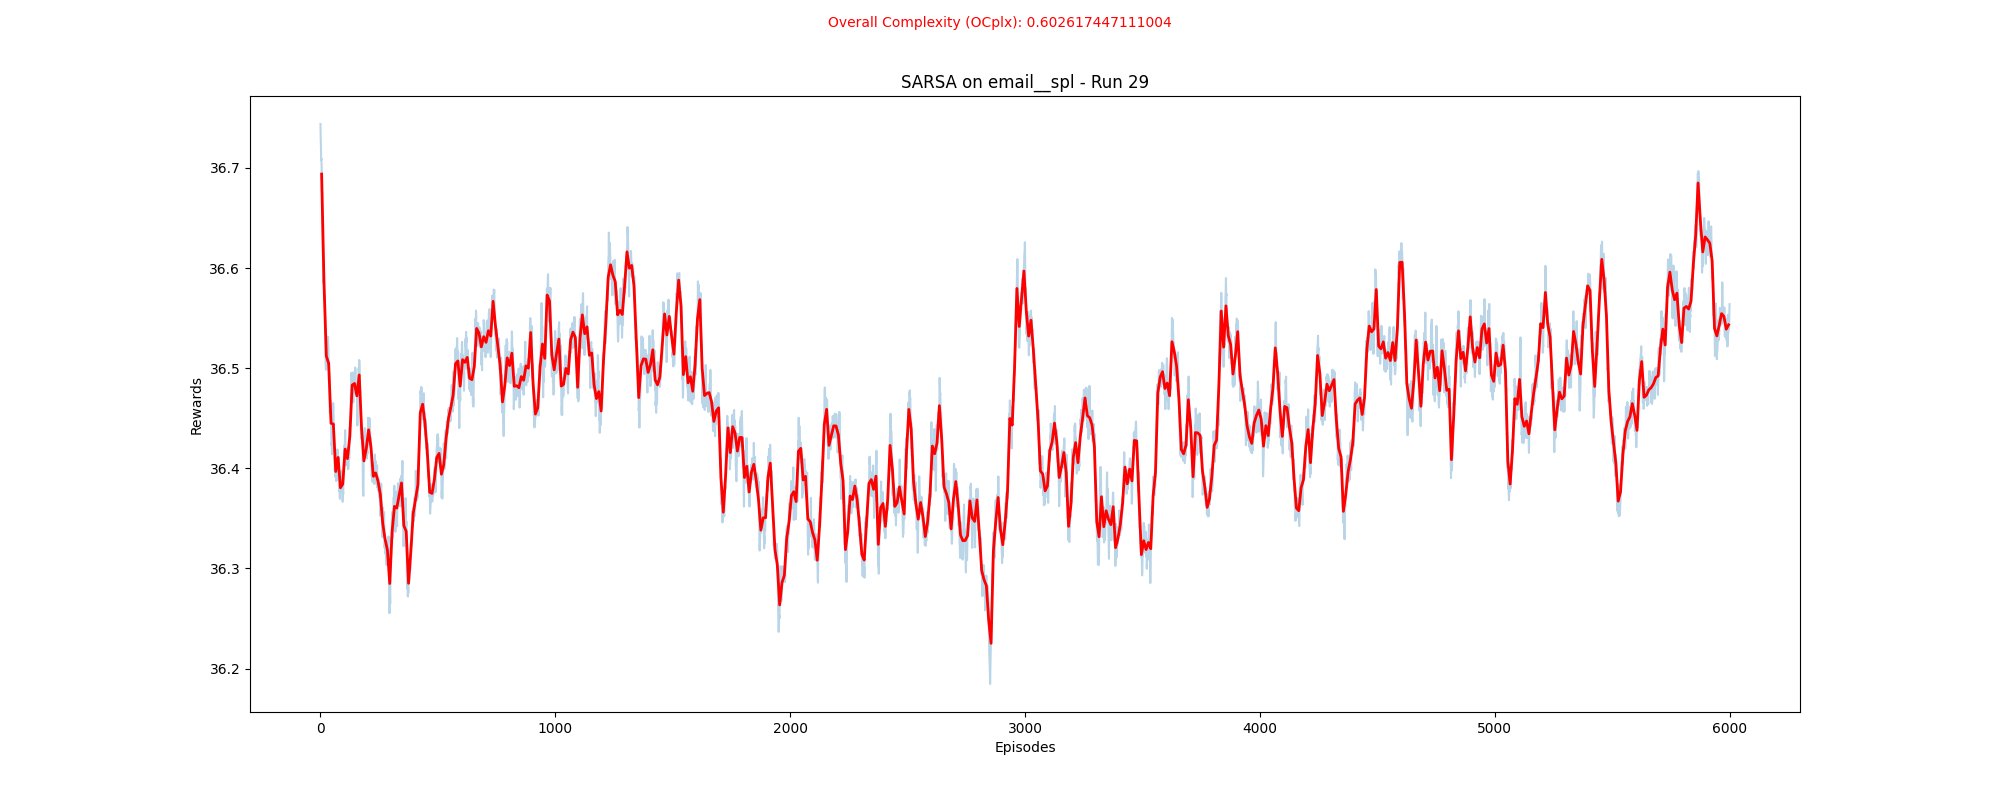 Overall Complexity (OCplx): 0.602617447111004
SARSA on email__spl - Run 29
Rewards
36.7
36.6
36.5
36.4
36.3
36.2
0 1000 2000 3000 4000 5000 6000
Episodes